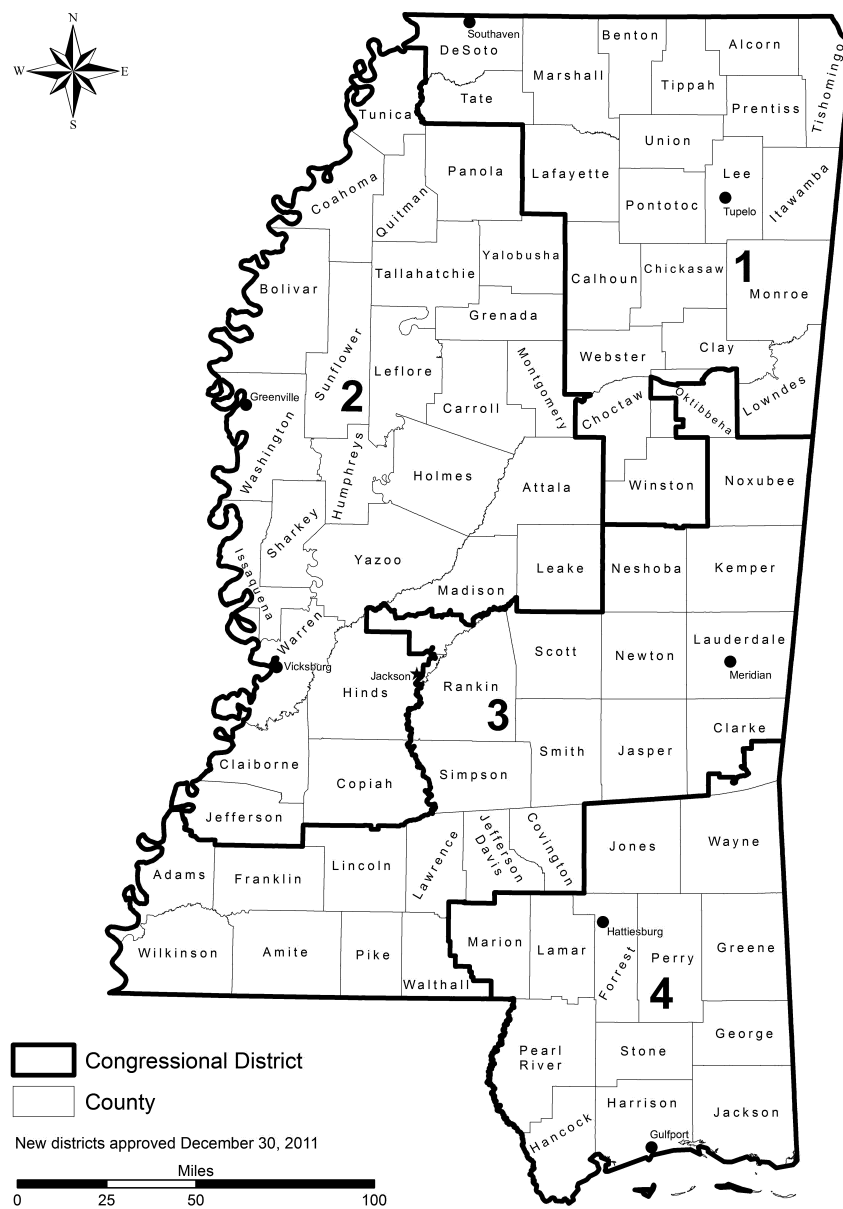 N
W E
S
Southaven
DeSoto
Benton
Alcorn
Tishomingo
Marshall
Tippah
Tate
Prentiss
Tunica
Union
Panola
Lafayette
Lee
Coahoma
Quitman
Pontotoc
Tupelo
Itawamba
Yalobusha
Tallahatchie
Calhoun
Chickasaw
1
Bolivar
Monroe
Grenada
Sunflower
Clay
Webster
Leflore
Montgomery
2
Greenville
Carroll
Choctaw
Oktibbeha
Lowndes
Washington
Humphreys
Holmes
Attala
Winston
Noxubee
Sharkey
Issaquena
Yazoo
Leake
Neshoba
Kemper
Madison
Warren
Lauderdale
Scott
Newton
Vicksburg
Jackson
Meridian
Hinds
Rankin
3
Clarke
Smith
Jasper
Claiborne
Simpson
Copiah
Jefferson
Lawrence
Jefferson
Davis
Covington
Jones
Wayne
Lincoln
Adams
Franklin
Hattiesburg
Marion
Lamar
Forrest
Perry
Greene
Wilkinson
Amite
Pike
Walthall
4
George
Pearl
River
Stone
Hancock
Harrison
Jackson
Gulfport
Congressional District
County
New districts approved December 30, 2011
Miles
0 25 50 100